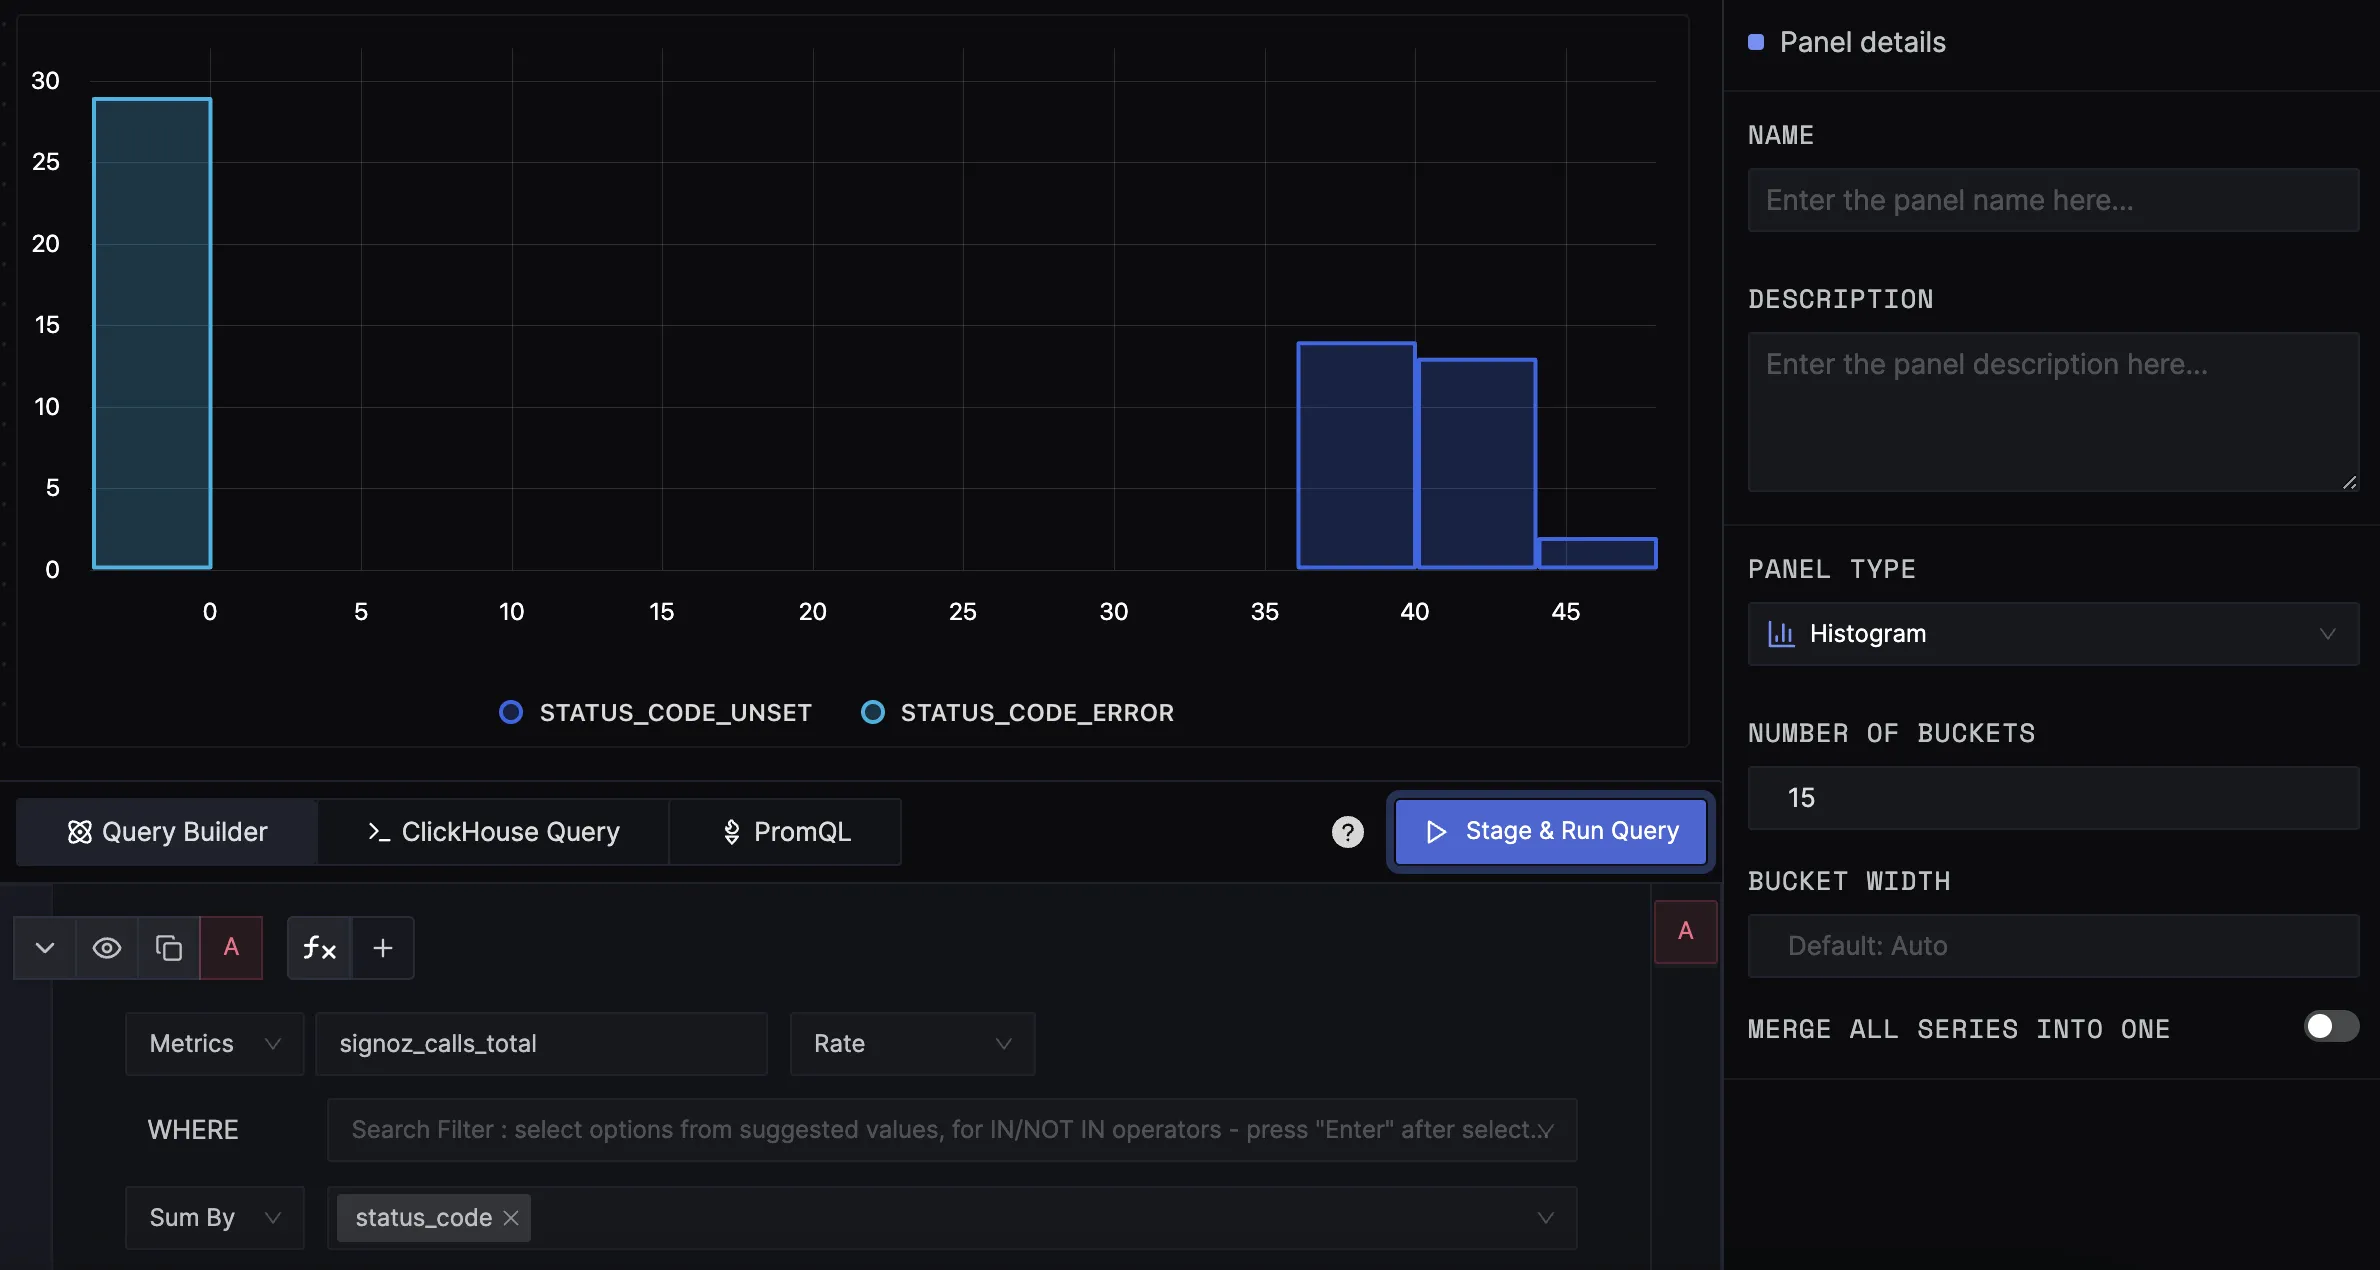 30
25
20
15
10
5
0
0 5 10 15 20 25 30 35 40 45
STATUS_CODE_UNSET STATUS_CODE_ERROR
Query Builder >_ ClickHouse Query PromQL ? Stage & Run Query
A fx + A
Metrics signoz_calls_total Rate
WHERE Search Filter : select options from suggested values, for IN/NOT IN operators - press "Enter" after select...
Sum By status_code
Panel details
NAME
Enter the panel name here...
DESCRIPTION
Enter the panel description here...
PANEL TYPE
Histogram
NUMBER OF BUCKETS
15
BUCKET WIDTH
Default: Auto
MERGE ALL SERIES INTO ONE